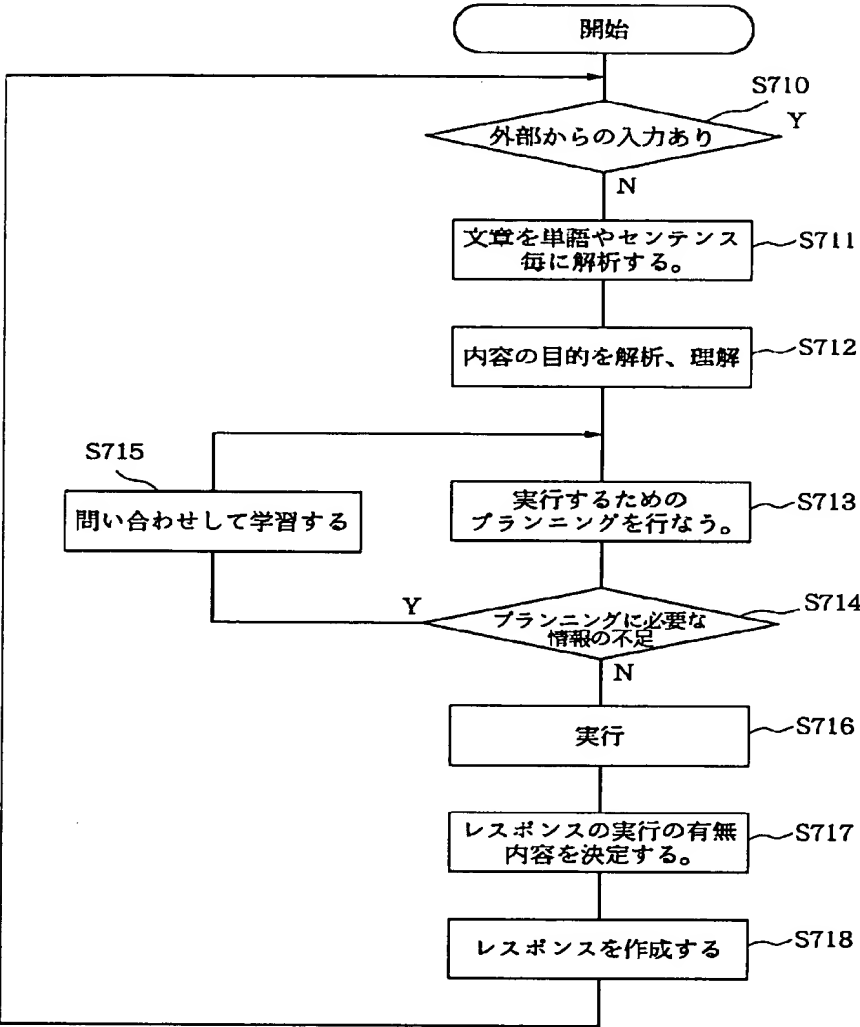 開始
S710
外部からの入力あり
Y
N
文章を単語やセンテンス
毎に解析する。
S711
内容の目的を解析、理解
S712
S715
問い合わせして学習する
実行するための
プランニングを行なう。
S713
Y
プランニングに必要な
情報の不足
S714
N
実行
S716
レスポンスの実行の有無
内容を決定する。
S717
レスポンスを作成する
S718